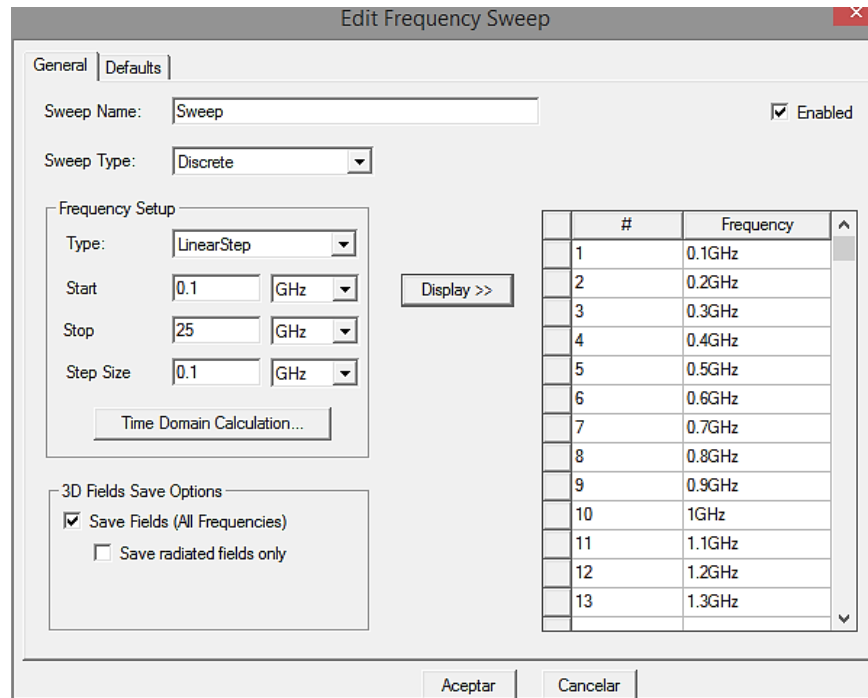 Edit Frequency Sweep
General Defaults
Sweep Name: Sweep Enabled
Sweep Type: Discrete
Frequency Setup
Type: LinearStep
Start 0.1 GHz
Stop 25 GHz
Step Size 0.1 GHz
Time Domain Calculation...
3D Fields Save Options
Save Fields (All Frequencies)
Save radiated fields only
Display >>
# Frequency
1 0.1GHz
2 0.2GHz
3 0.3GHz
4 0.4GHz
5 0.5GHz
6 0.6GHz
7 0.7GHz
8 0.8GHz
9 0.9GHz
10 1GHz
11 1.1GHz
12 1.2GHz
13 1.3GHz
Aceptar Cancelar